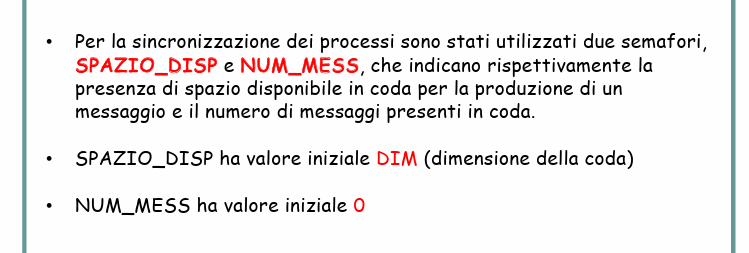 • Per la sincronizzazione dei processi sono stati utilizzati due semafori,
SPAZIO_DISP e NUM_MESS, che indicano rispettivamente la
presenza di spazio disponibile in coda per la produzione di un
messaggio e il numero di messaggi presenti in coda.
• SPAZIO_DISP ha valore iniziale DIM (dimensione della coda)
• NUM_MESS ha valore iniziale 0